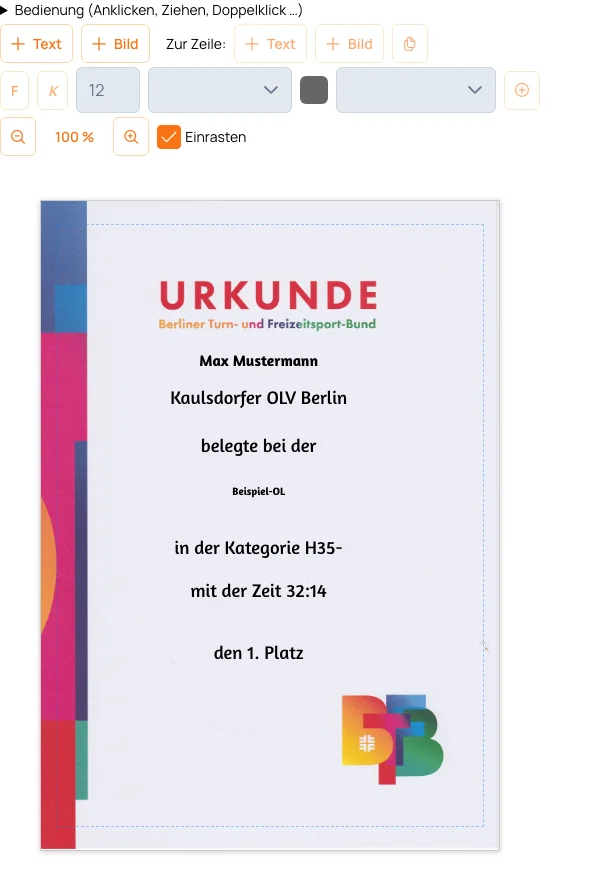 Bedienung (Anklicken, Ziehen, Doppelklick …)
Text Bild Zur Zeile: Text Bild
F K 12
100 % Einrasten
URKUNDE
Berliner Turn- und Freizeitsport-Bund
Max Mustermann
Kaulsdorfer OLV Berlin
belegte bei der
Beispiel-OL
in der Kategorie H35-
mit der Zeit 32:14
den 1. Platz
BTB